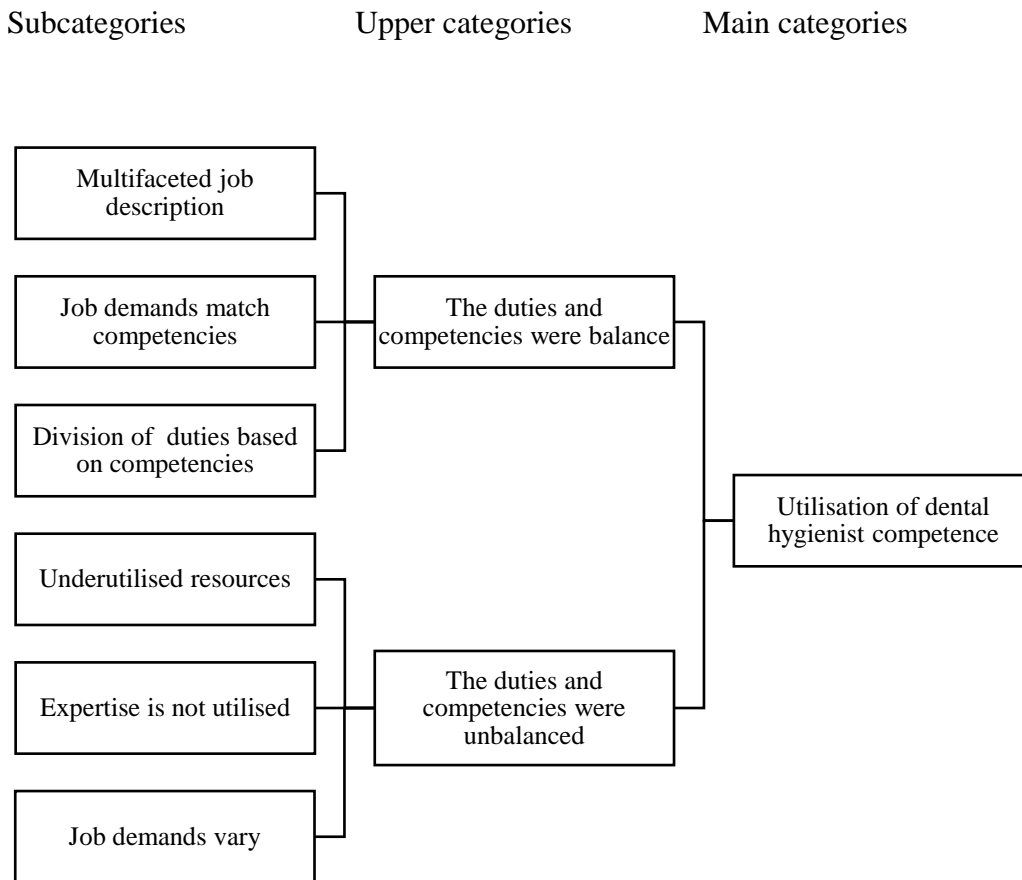 Subcategories
Upper categories
Main categories
Multifaceted job
description
Job demands match
competencies
Division of  duties based
on competencies
Underutilised resources
Expertise is not utilised
Job demands vary
The duties and
competencies were balance
The duties and
competencies were
unbalanced
Utilisation of dental
hygienist competence